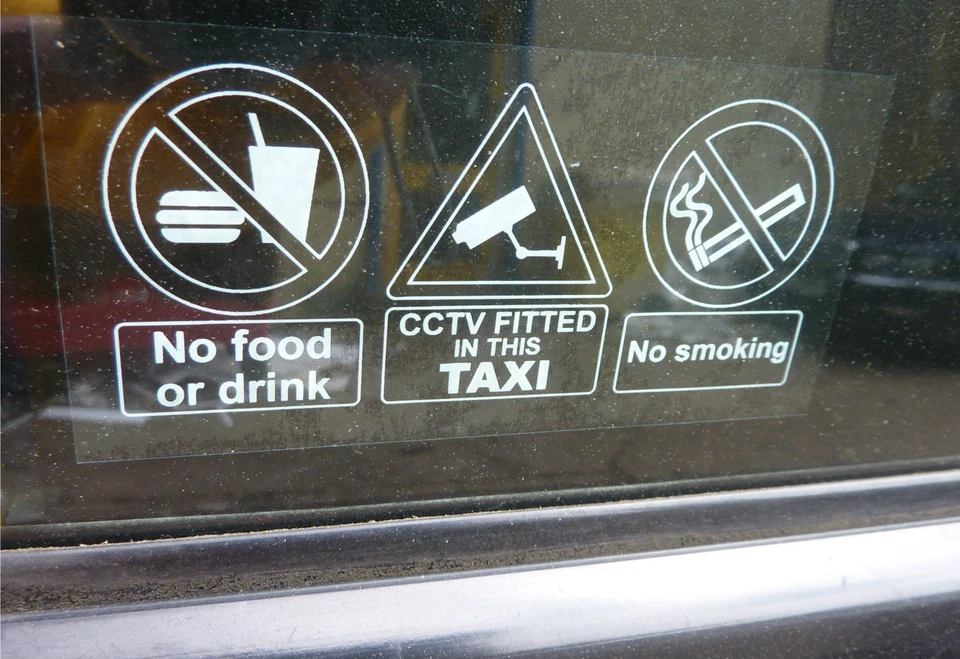 No food
or drink
CCTV FITTED
IN THIS
TAXI
No smoking